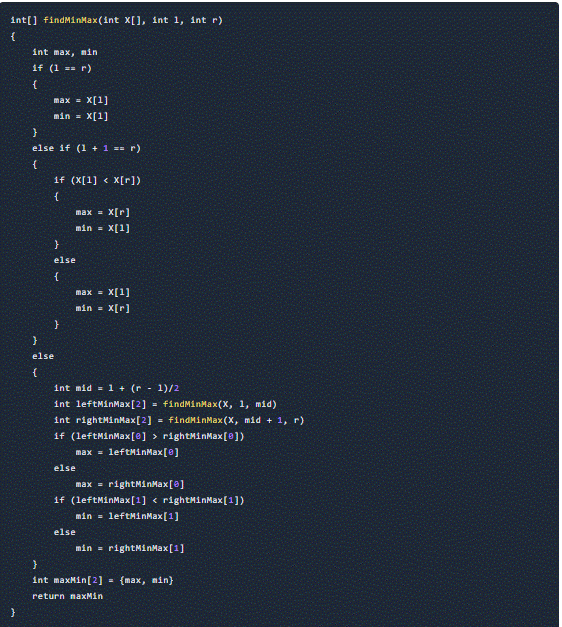 int[] findMinMax(int X[], int l, int r)
{
    int max, min
    if (l == r)
    {
        max = X[l]
        min = X[l]
    }
    else if (l + 1 == r)
    {
        if (X[l] < X[r])
        {
            max = X[r]
            min = X[l]
        }
        else
        {
            max = X[l]
            min = X[r]
        }
    }
    else
    {
        int mid = l + (r - l)/2
        int leftMinMax[2] = findMinMax(X, l, mid)
        int rightMinMax[2] = findMinMax(X, mid + 1, r)
        if (leftMinMax[0] > rightMinMax[0])
            max = leftMinMax[0]
        else
            max = rightMinMax[0]
        if (leftMinMax[1] < rightMinMax[1])
            min = leftMinMax[1]
        else
            min = rightMinMax[1]
    }
    int maxMin[2] = {max, min}
    return maxMin
}